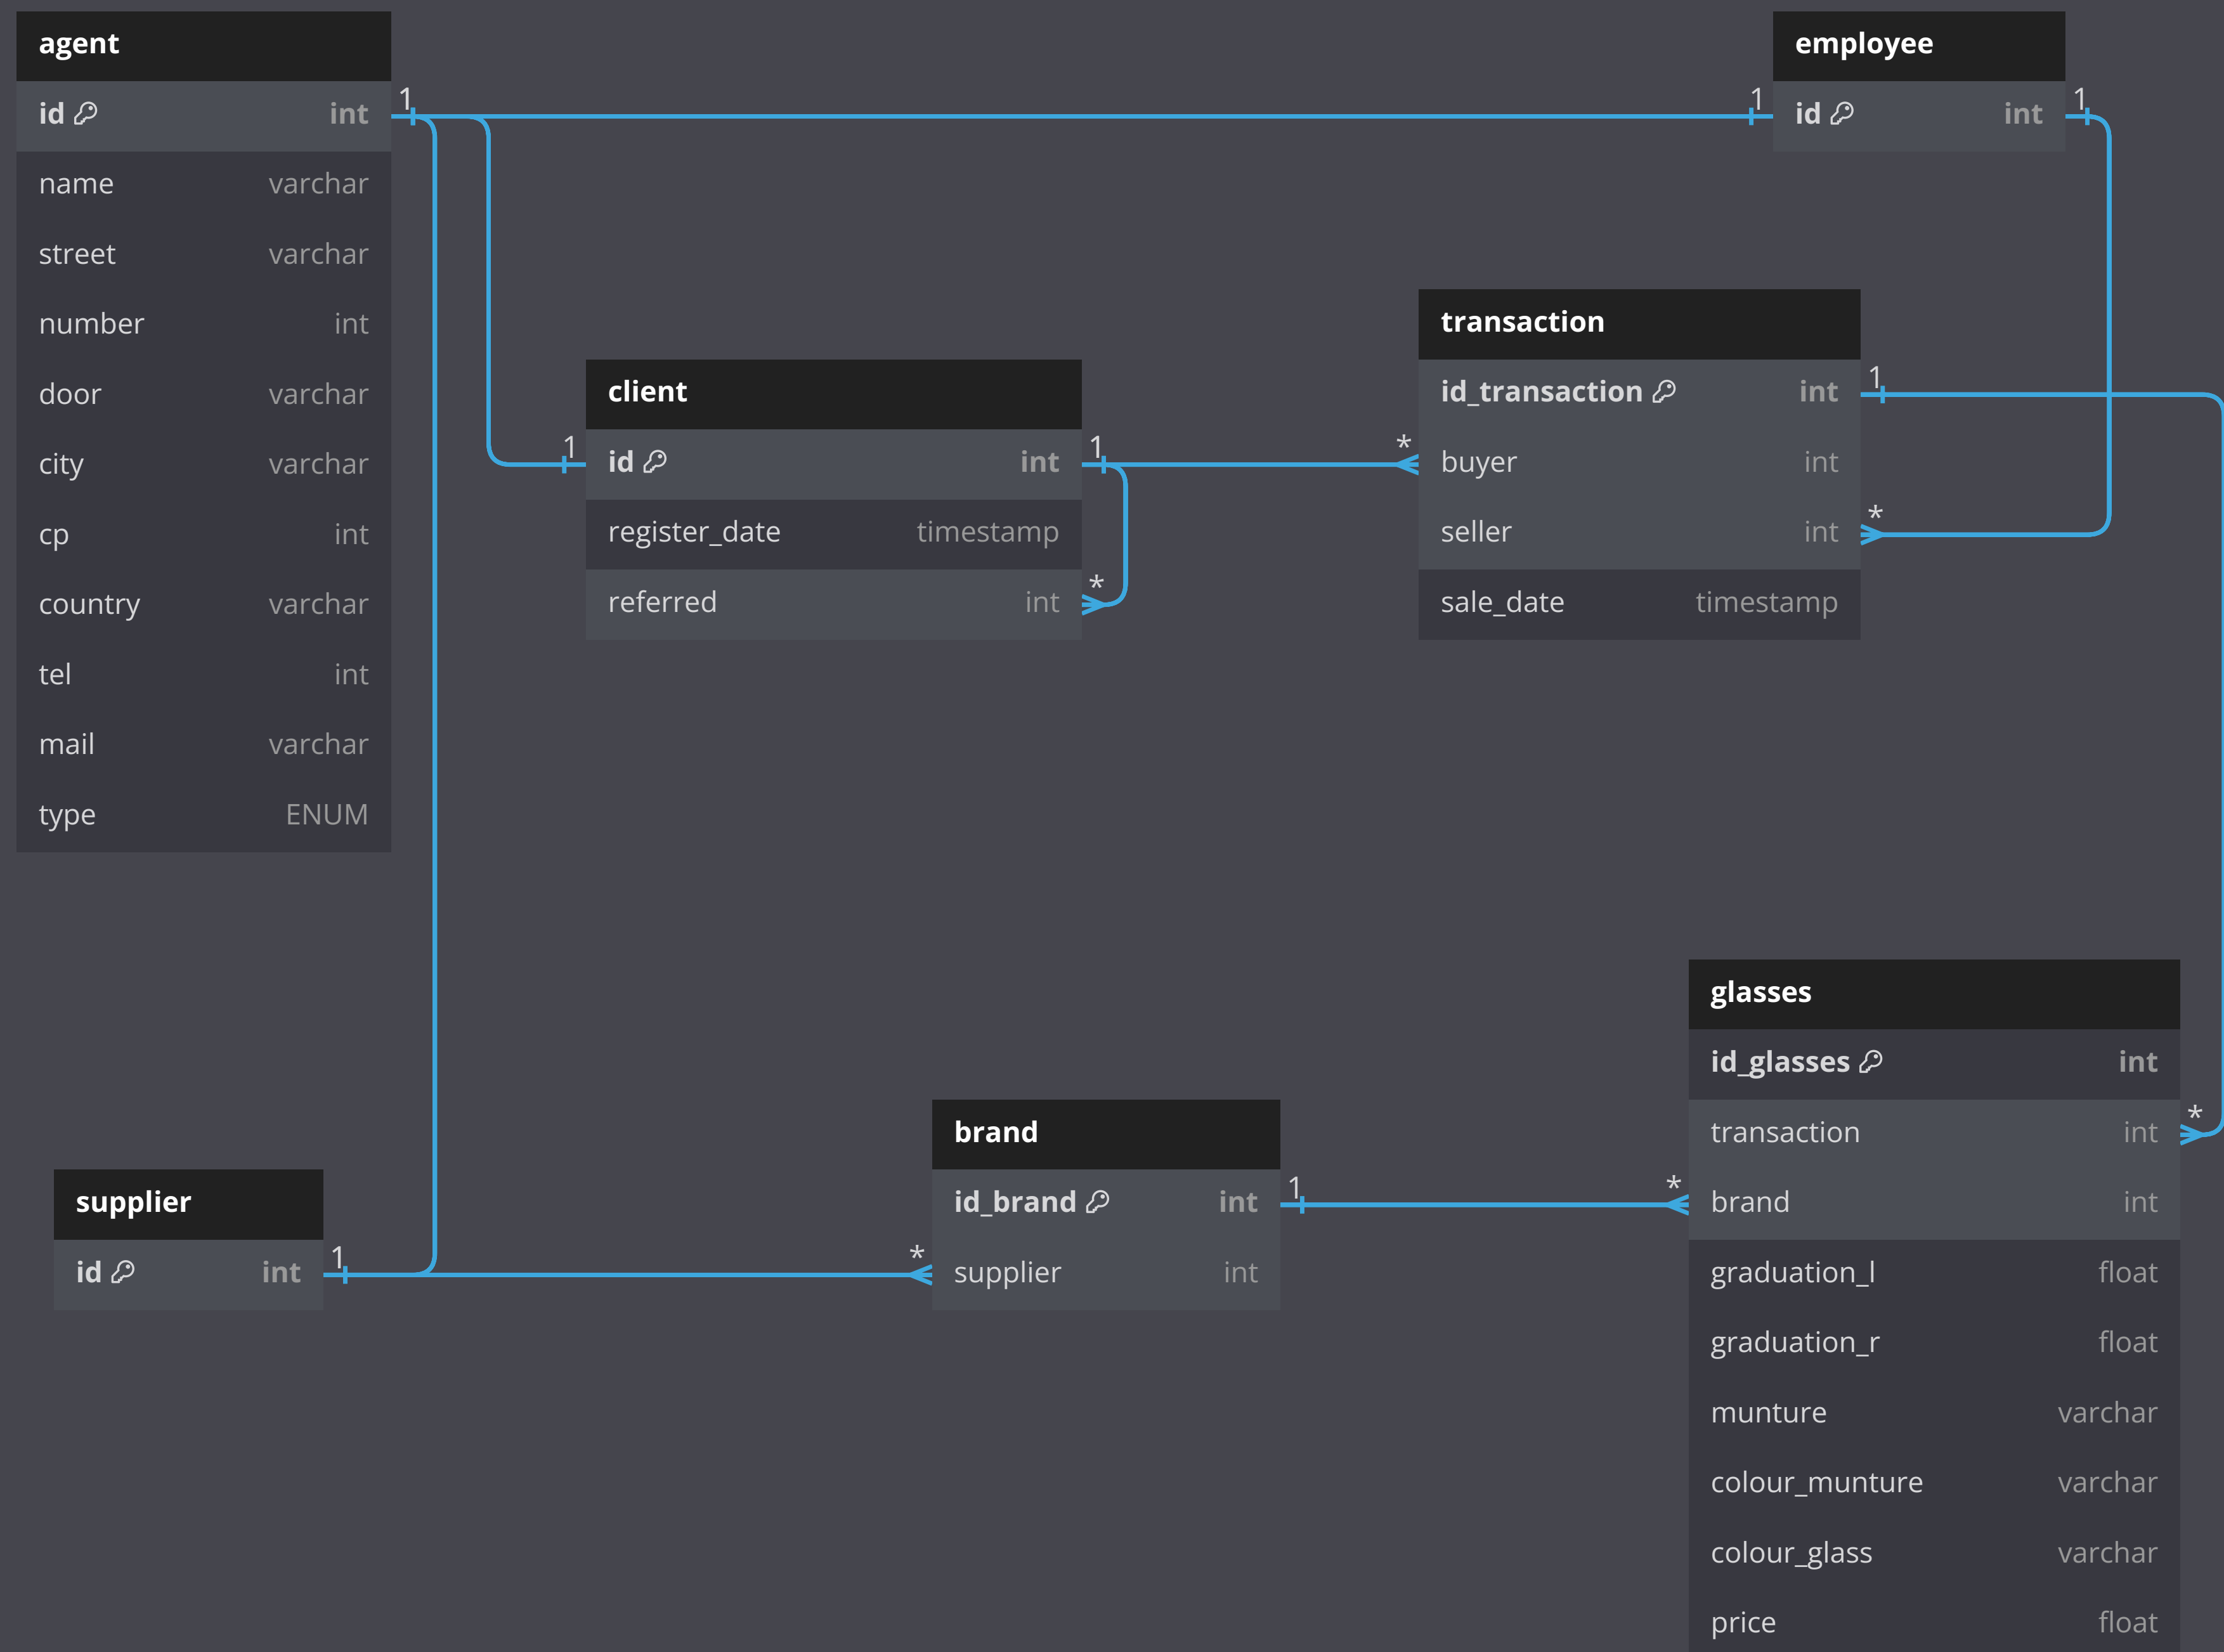 agent
id int
name varchar
street varchar
number int
door varchar
city varchar
cp int
country varchar
tel int
mail varchar
type ENUM
1
1
employee
id int
1
1
client
id int
register_date timestamp
referred int
1
*
*
transaction
id_transaction int
buyer int
seller int
sale_date timestamp
1
*
supplier
id int
1
*
brand
id_brand int
supplier int
1
*
glasses
id_glasses int
transaction int
brand int
graduation_l float
graduation_r float
munture varchar
colour_munture varchar
colour_glass varchar
price float
*